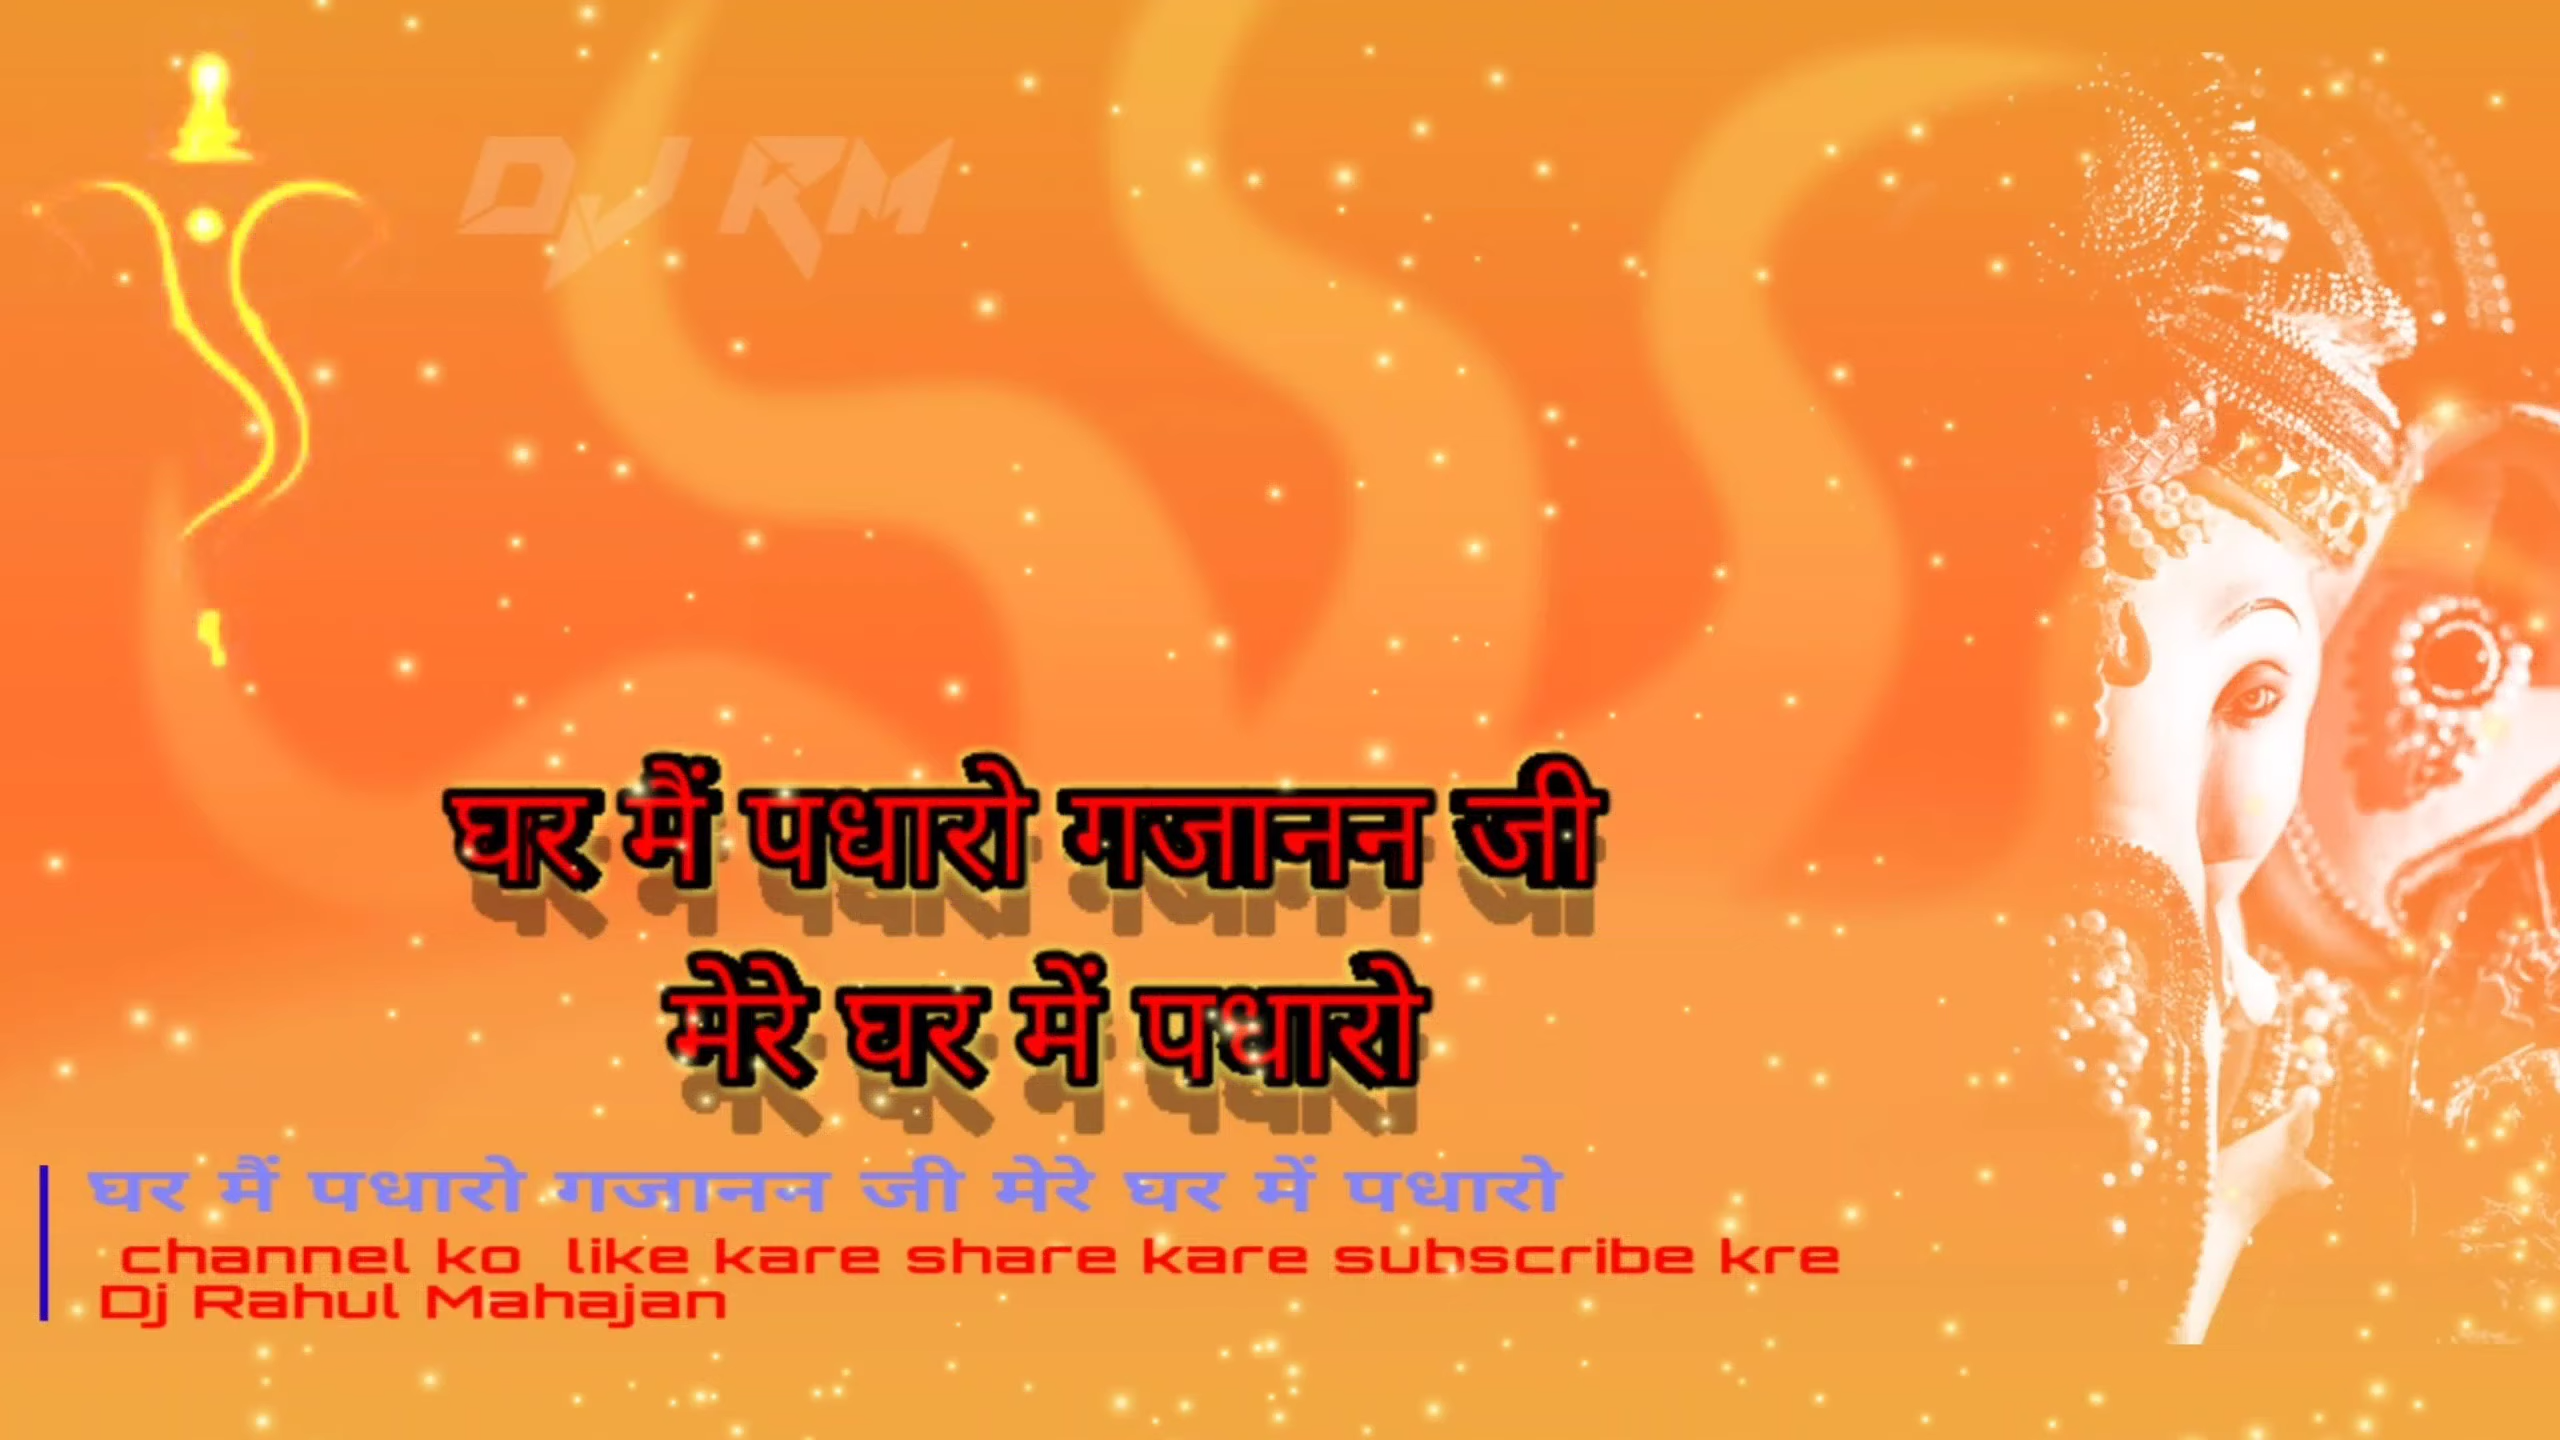 DJ RM
घर मैं पधारो गजानन जी
मेरे घर में पधारो
घर मैं पधारो गजानन जी मेरे घर में पधारो
channel ko like kare share kare subscribe kre
Dj Rahul Mahajan